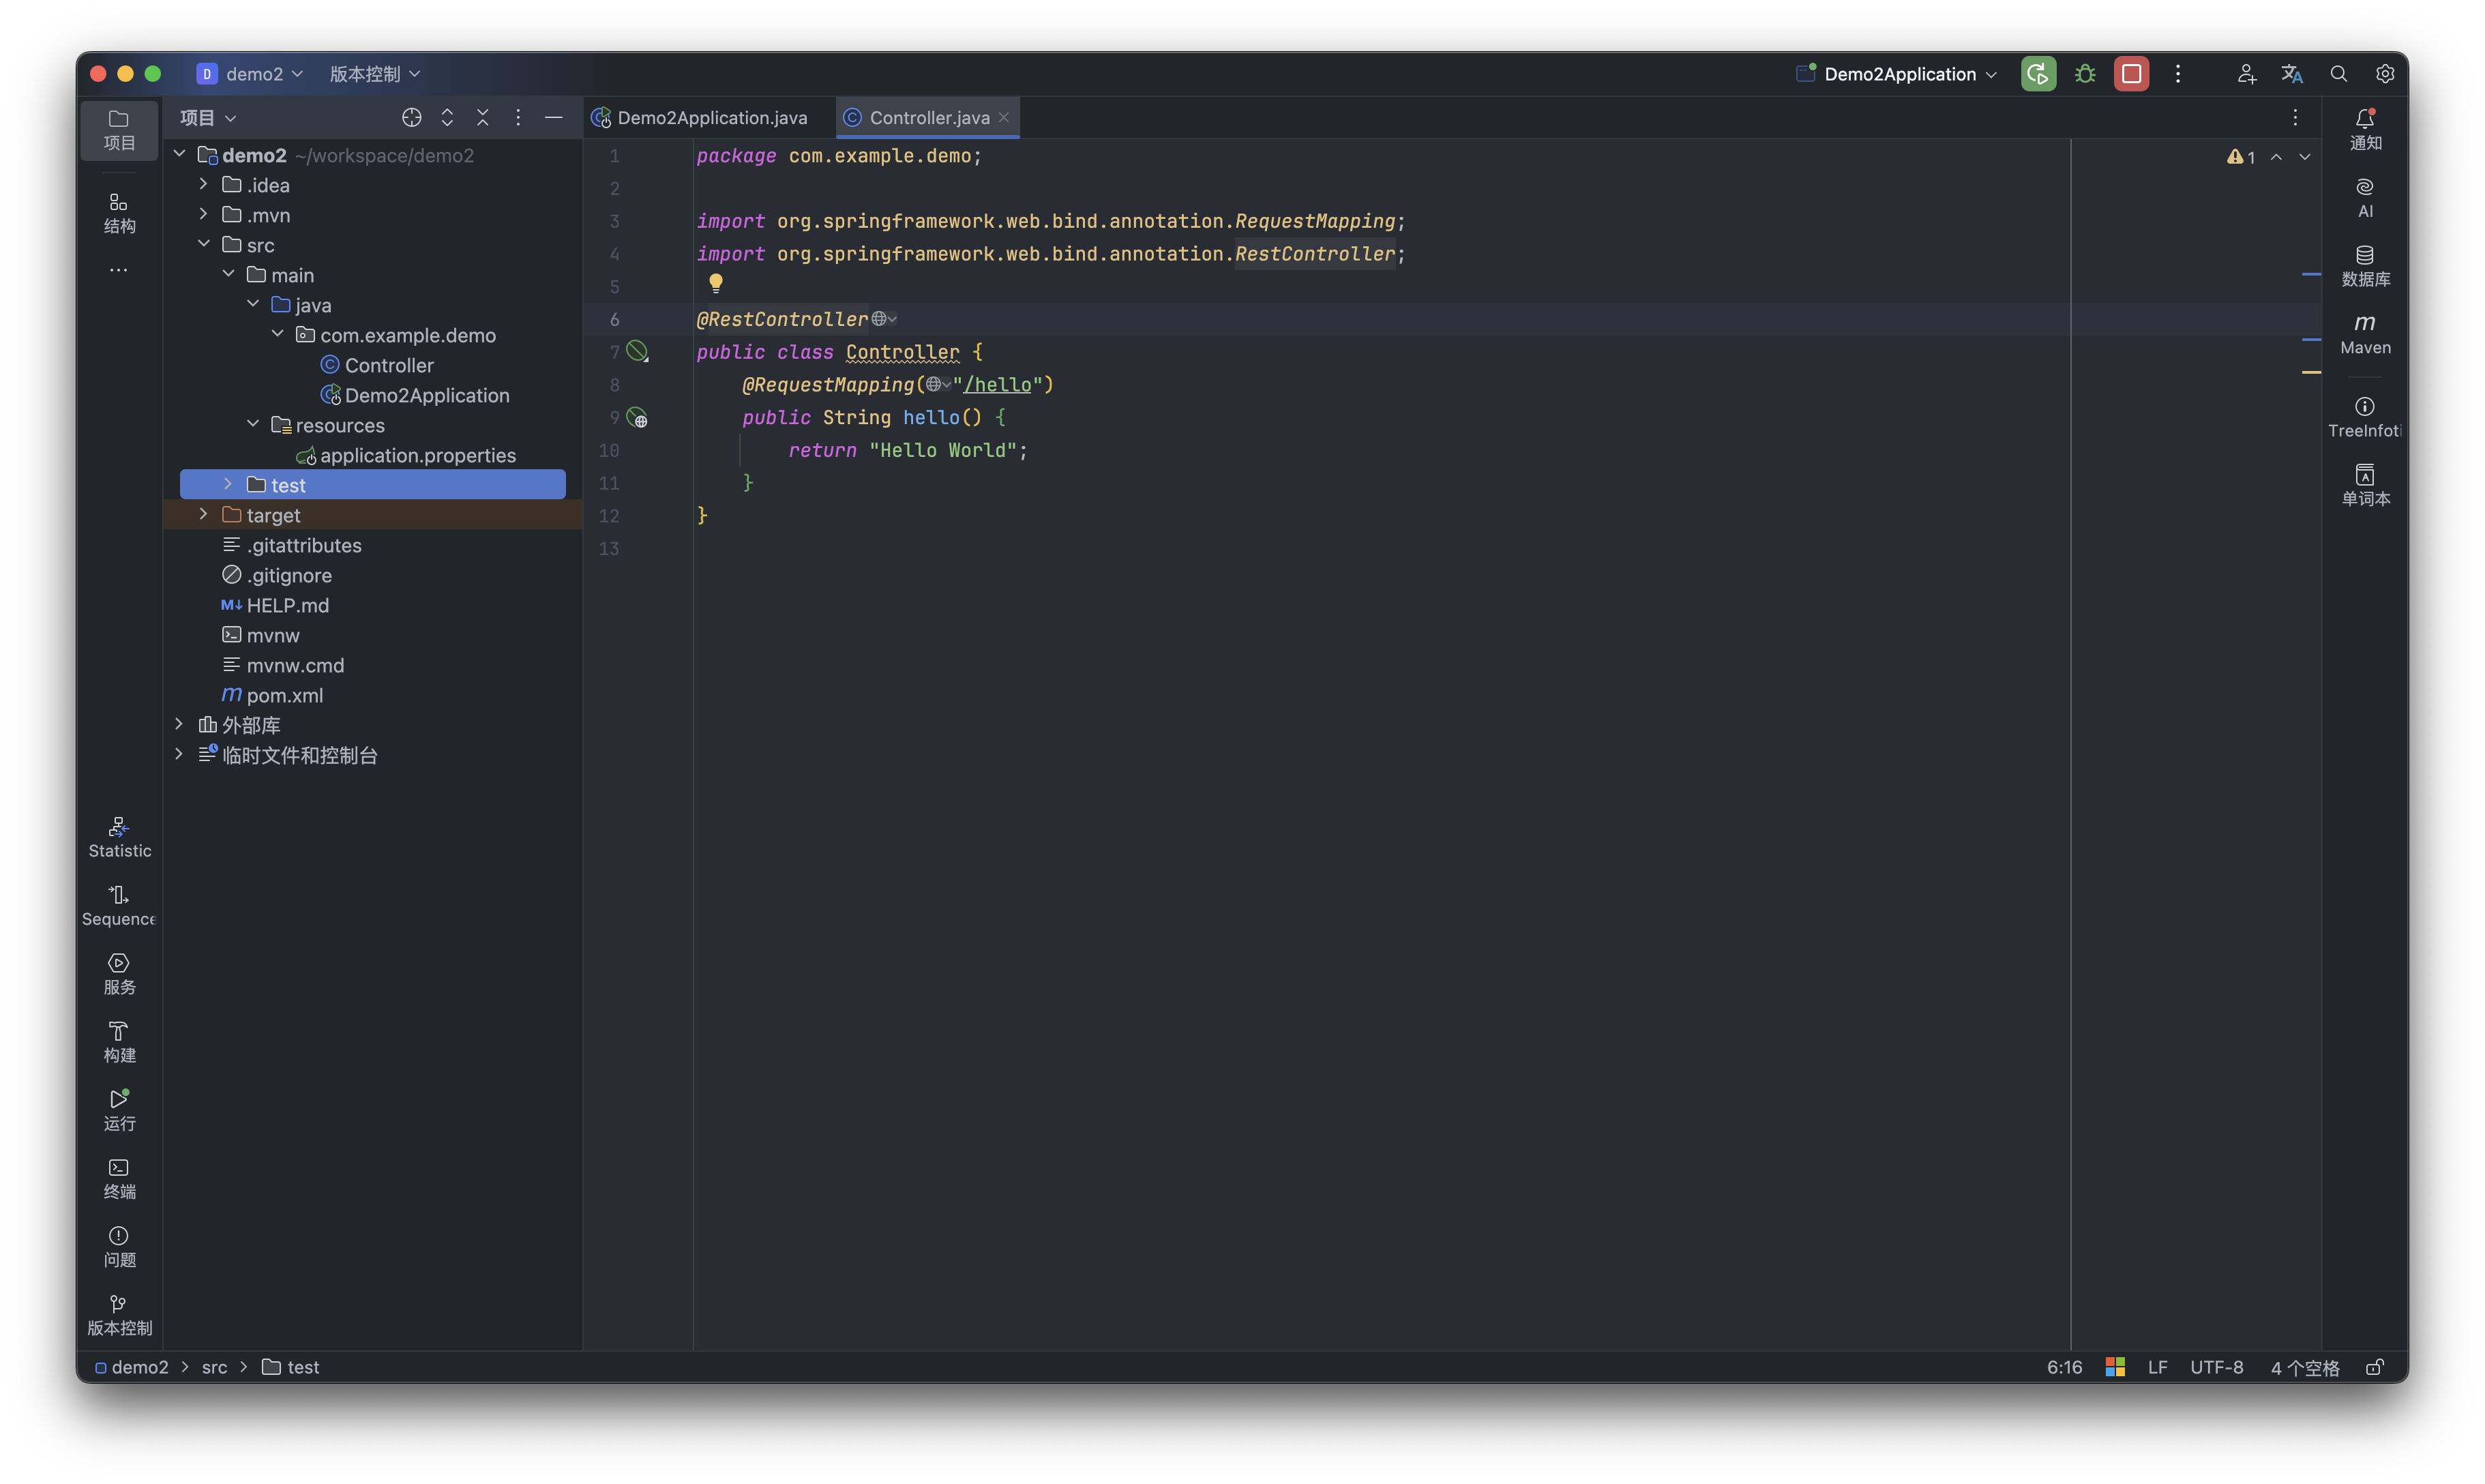 D demo2 版本控制 Demo2Application
项目 项目 Demo2Application.java Controller.java
结构
demo2 ~/workspace/demo2
.idea
.mvn
src
main
java
com.example.demo
Controller
Demo2Application
resources
application.properties
test
target
.gitattributes
.gitignore
M↓ HELP.md
mvnw
mvnw.cmd
m pom.xml
外部库
临时文件和控制台
Statistic
Sequence
服务
构建
运行
终端
问题
版本控制
1 package com.example.demo;
2
3 import org.springframework.web.bind.annotation.RequestMapping;
4 import org.springframework.web.bind.annotation.RestController;
5
6 @RestController
7 public class Controller {
8 @RequestMapping("/hello")
9 public String hello() {
10 return "Hello World";
11 }
12 }
13
1
通知
AI
数据库
m
Maven
TreeInfoti
单词本
demo2 > src > test 6:16 LF UTF-8 4 个空格